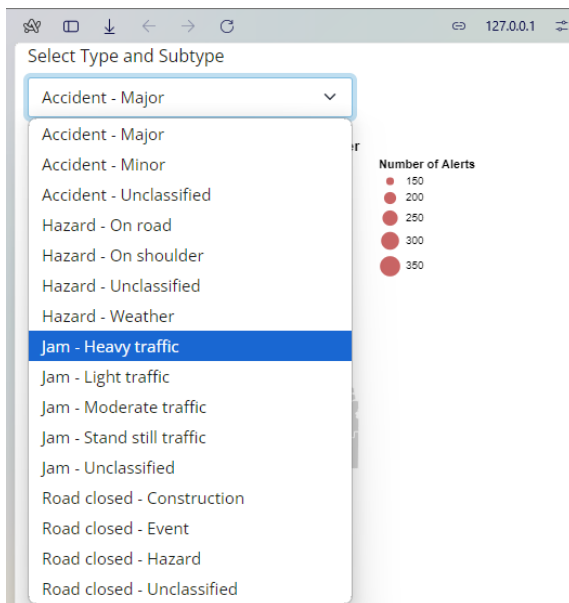 127.0.0.1
Select Type and Subtype
Accident - Major
Accident - Major
Accident - Minor
Accident - Unclassified
Hazard - On road
Hazard - On shoulder
Hazard - Unclassified
Hazard - Weather
Jam - Heavy traffic
Jam - Light traffic
Jam - Moderate traffic
Jam - Stand still traffic
Jam - Unclassified
Road closed - Construction
Road closed - Event
Road closed - Hazard
Road closed - Unclassified
Number of Alerts
150
200
250
300
350